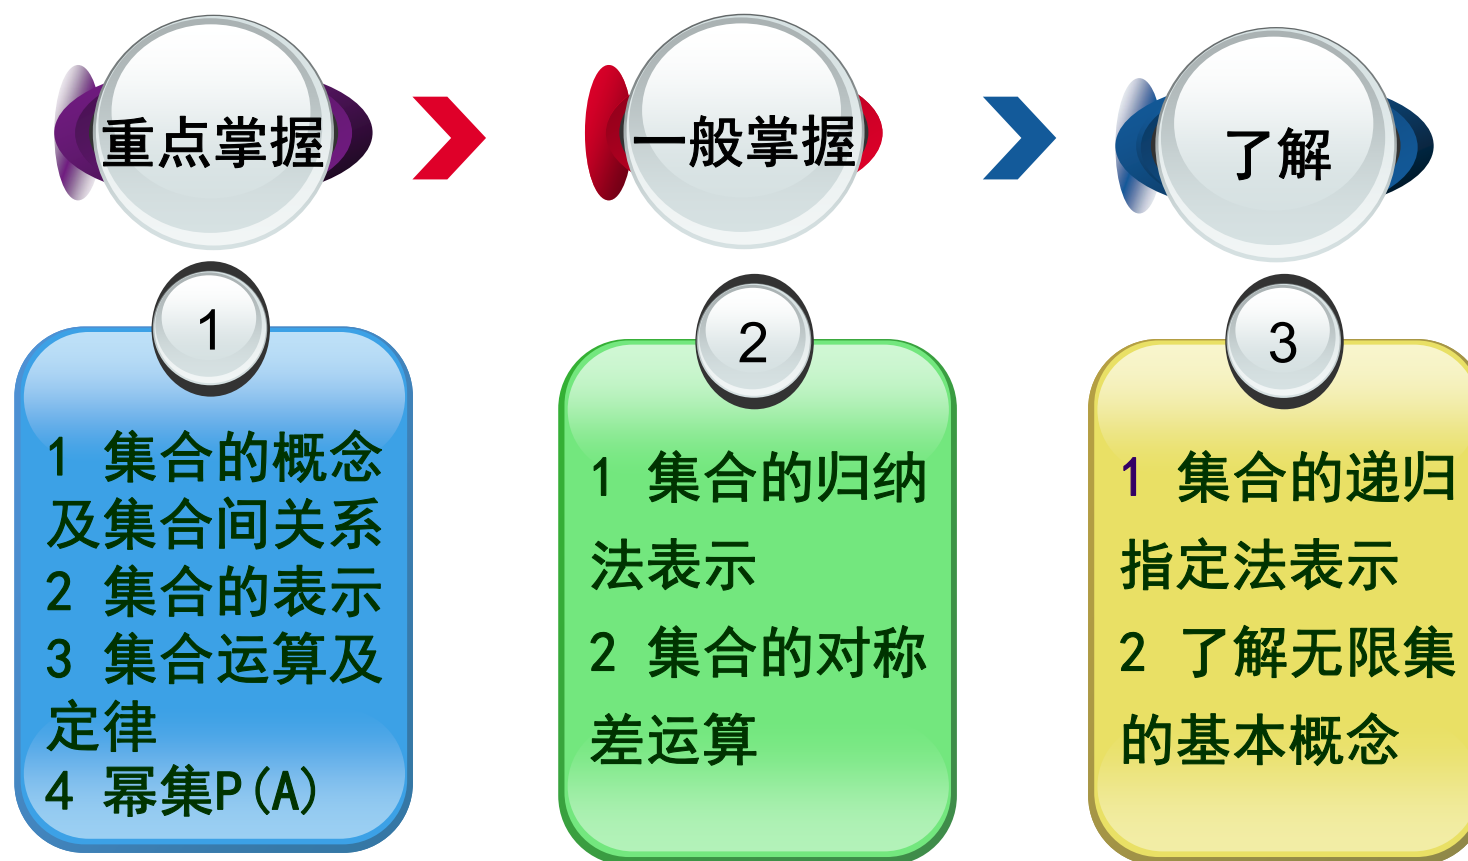 重点掌握
一般掌握
了解
1
1 集合的概念
及集合间关系
2 集合的表示
3 集合运算及
定律
4 幂集P(A)
2
1 集合的归纳
法表示
2 集合的对称
差运算
3
1 集合的递归
指定法表示
2 了解无限集
的基本概念